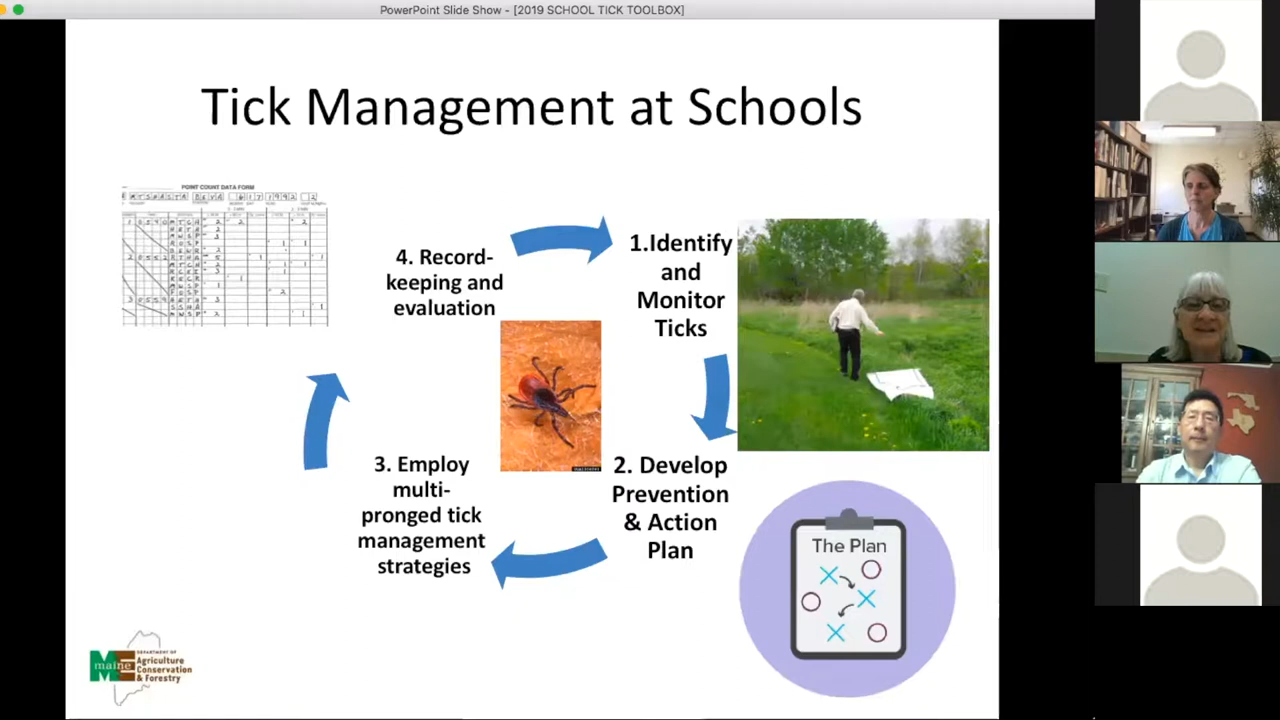 PowerPoint Slide Show - [2019 SCHOOL TICK TOOLBOX]
Tick Management at Schools
POINT COUNT DATA FORM
4. Record-
keeping and
evaluation
1.Identify
and
Monitor
Ticks
2. Develop
Prevention
& Action
Plan
3. Employ
multi-
pronged tick
management
strategies
The Plan
maine
DEPARTMENT OF
Agriculture
Conservation
& Forestry